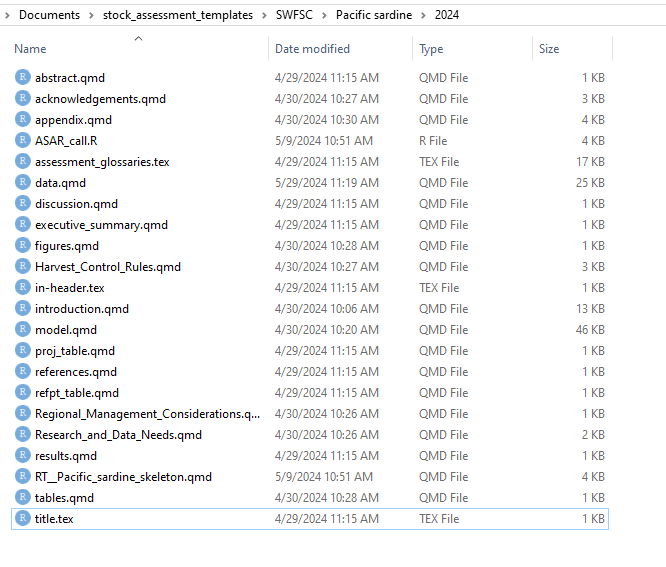 Documents > stock_assessment_templates > SWFSC > Pacific sardine > 2024
Name Date modified Type Size
abstract.qmd 4/29/2024 11:15 AM QMD File 1 KB
acknowledgements.qmd 4/30/2024 10:27 AM QMD File 3 KB
appendix.qmd 4/30/2024 10:30 AM QMD File 4 KB
ASAR_call.R 5/9/2024 10:51 AM R File 4 KB
assessment_glossaries.tex 4/29/2024 11:15 AM TEX File 17 KB
data.qmd 5/29/2024 11:19 AM QMD File 25 KB
discussion.qmd 4/29/2024 11:15 AM QMD File 1 KB
executive_summary.qmd 4/29/2024 11:15 AM QMD File 1 KB
figures.qmd 4/30/2024 10:28 AM QMD File 1 KB
Harvest_Control_Rules.qmd 4/30/2024 10:27 AM QMD File 3 KB
in-header.tex 4/29/2024 11:15 AM TEX File 1 KB
introduction.qmd 4/30/2024 10:06 AM QMD File 13 KB
model.qmd 4/30/2024 10:20 AM QMD File 46 KB
proj_table.qmd 4/29/2024 11:15 AM QMD File 1 KB
references.qmd 4/29/2024 11:15 AM QMD File 1 KB
refpt_table.qmd 4/29/2024 11:15 AM QMD File 1 KB
Regional_Management_Considerations.q... 4/30/2024 10:26 AM QMD File 1 KB
Research_and_Data_Needs.qmd 4/30/2024 10:26 AM QMD File 2 KB
results.qmd 4/29/2024 11:15 AM QMD File 1 KB
RT__Pacific_sardine_skeleton.qmd 5/9/2024 10:51 AM QMD File 4 KB
tables.qmd 4/30/2024 10:28 AM QMD File 1 KB
title.tex 4/29/2024 11:15 AM TEX File 1 KB